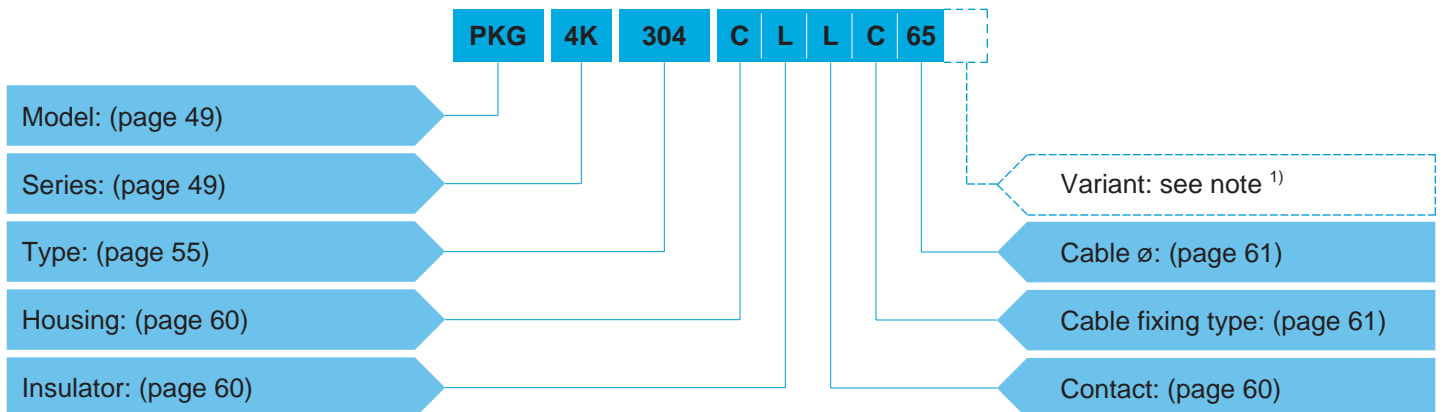 PKG 4K 304 C L L C 65
Model: (page 49)
Series: (page 49)
Variant: see note ¹⁾
Type: (page 55)
Cable ø: (page 61)
Housing: (page 60)
Cable fixing type: (page 61)
Insulator: (page 60)
Contact: (page 60)